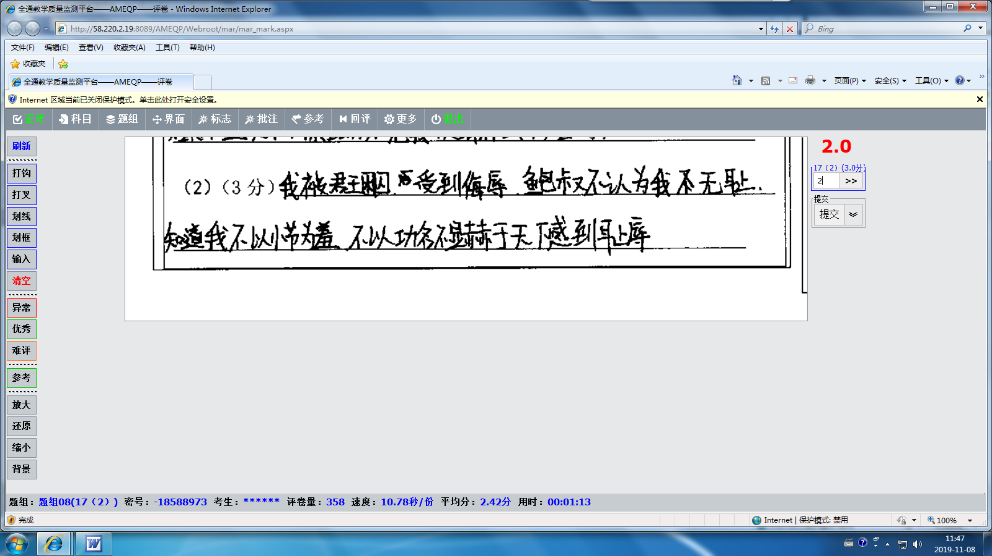 全通教学质量监测平台——AMEQP——评卷 - Windows Internet Explorer
http://58.220.2.19:8089/AMEQP/Webroot/mar/mar_mark.aspx
Bing
文件(F) 编辑(E) 查看(V) 收藏夹(A) 工具(T) 帮助(H)
收藏夹
全通教学质量监测平台——AMEQP——评卷
页面(P) 安全(S) 工具(O)
Internet 区域当前已关闭保护模式。单击此处打开安全设置。
科目 题组 界面 标志 批注 参考 回评 更多
刷新
打钩
打叉
划线
划框
输入
清空
异常
优秀
难评
参考
放大
还原
缩小
背景
(2)(3分)我被君王囚受到侮辱,鲍叔又不认为我不无耻,
知道我不以小节为羞,不以功名不显赫于天下感到耻辱
2.0
17（2）(3.0分)
2 >>
提交
提交
题组: 题组08(17（2）) 密号: -18588973 考生: ****** 评卷量: 358 速度: 10.78秒/份 平均分: 2.42分 用时: 00:01:13
完成
Internet | 保护模式: 禁用
100%
11:47
2019-11-08